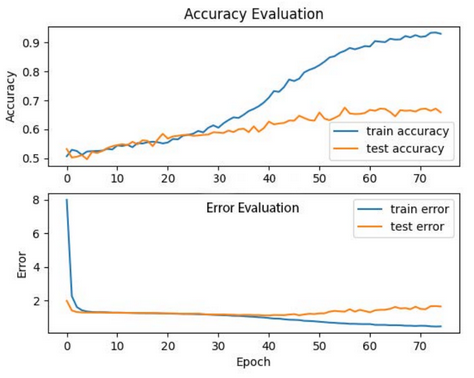 Accuracy Evaluation
Accuracy
0.9
0.8
0.7
0.6
0.5
train accuracy
test accuracy
0 10 20 30 40 50 60 70
Error Evaluation
Error
8
6
4
2
train error
test error
0 10 20 30 40 50 60 70
Epoch